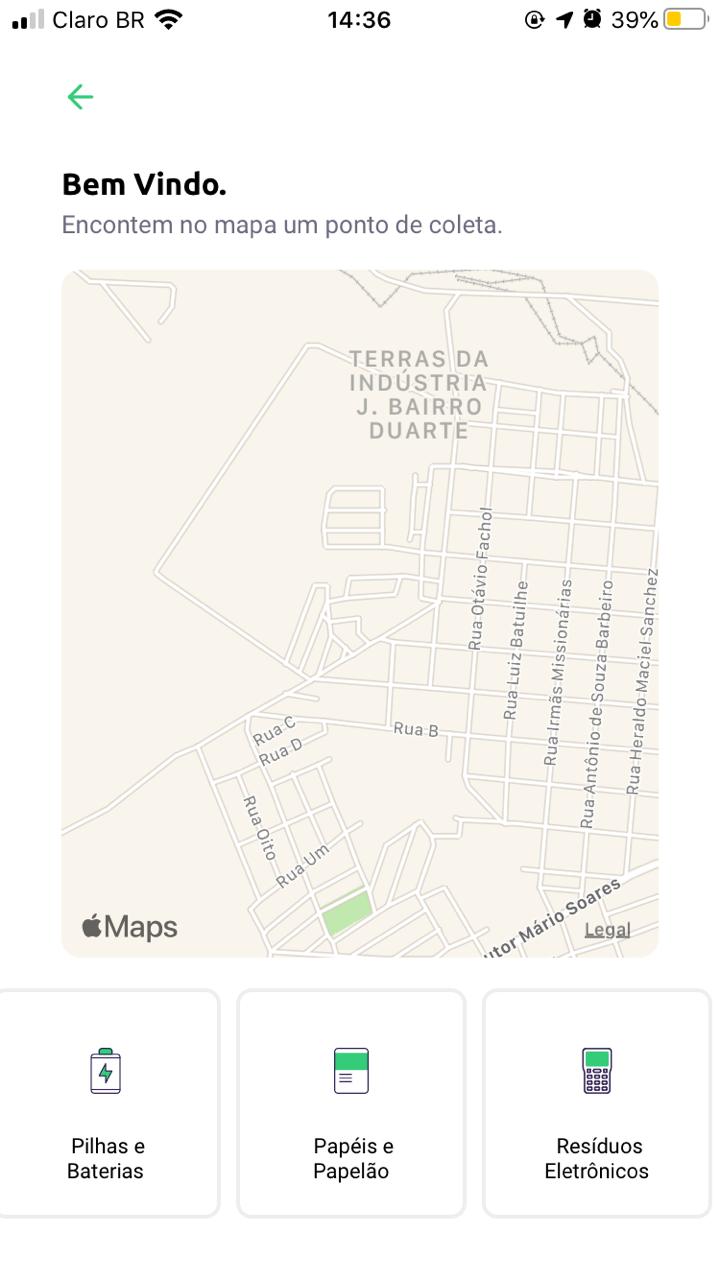 Claro BR 14:36 39%
Bem Vindo.
Encontem no mapa um ponto de coleta.
TERRAS DA
INDÚSTRIA
J. BAIRRO
DUARTE
Rua Otávio Fachol
Rua Luiz Batuilhe
Rua Irmãs Missionárias
Rua Antônio de Souza Barbeiro
Rua Heraldo Maciel Sanchez
Rua C
Rua D
Rua B
Rua Oito
Rua Um
utor Mário Soares
Maps
Legal
Pilhas e
Baterias
Papéis e
Papelão
Resíduos
Eletrônicos